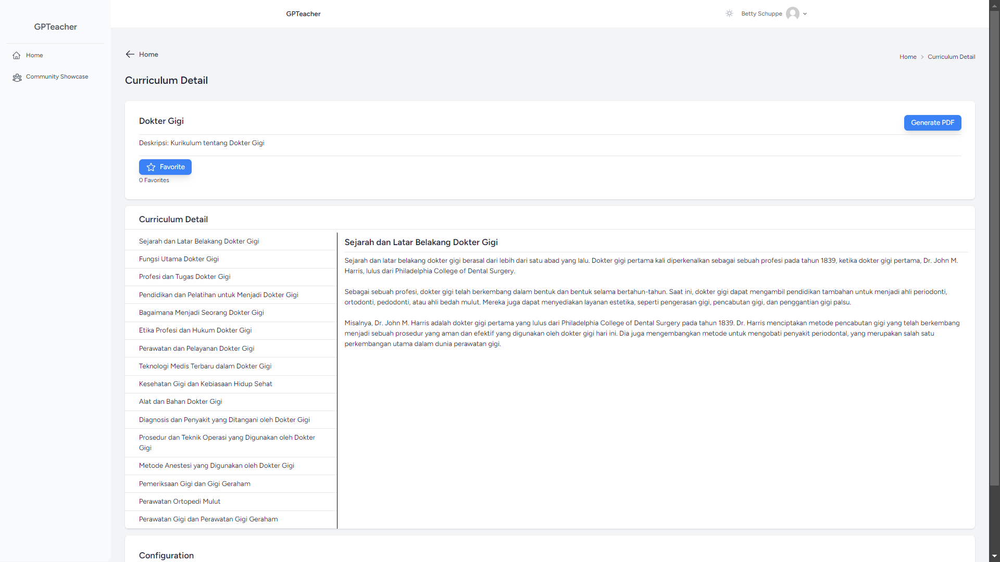 GPTeacher
Home
Community Showcase
GPTeacher
Betty Schuppe
Home
Home
Curriculum Detail
Curriculum Detail
Dokter Gigi
Generate PDF
Deskripsi: Kurikulum tentang Dokter Gigi
Favorite
0 Favorites
Curriculum Detail
Sejarah dan Latar Belakang Dokter Gigi
Fungsi Utama Dokter Gigi
Profesi dan Tugas Dokter Gigi
Pendidikan dan Pelatihan untuk Menjadi Dokter Gigi
Bagaimana Menjadi Seorang Dokter Gigi
Etika Profesi dan Hukum Dokter Gigi
Perawatan dan Pelayanan Dokter Gigi
Teknologi Medis Terbaru dalam Dokter Gigi
Kesehatan Gigi dan Kebiasaan Hidup Sehat
Alat dan Bahan Dokter Gigi
Diagnosis dan Penyakit yang Ditangani oleh Dokter Gigi
Prosedur dan Teknik Operasi yang Digunakan oleh Dokter
Gigi
Metode Anestesi yang Digunakan oleh Dokter Gigi
Pemeriksaan Gigi dan Gigi Geraham
Perawatan Ortopedi Mulut
Perawatan Gigi dan Perawatan Gigi Geraham
Sejarah dan Latar Belakang Dokter Gigi
Sejarah dan latar belakang dokter gigi berasal dari lebih dari satu abad yang lalu. Dokter gigi pertama kali diperkenalkan sebagai sebuah profesi pada tahun 1839, ketika dokter gigi pertama, Dr. John M.
Harris, lulus dari Philadelphia College of Dental Surgery.
Sebagai sebuah profesi, dokter gigi telah berkembang dalam bentuk dan bentuk selama bertahun-tahun. Saat ini, dokter gigi dapat mengambil pendidikan tambahan untuk menjadi ahli periodonti,
ortodonti, pedodonti, atau ahli bedah mulut. Mereka juga dapat menyediakan layanan estetika, seperti pengerasan gigi, pencabutan gigi, dan penggantian gigi palsu.
Misalnya, Dr. John M. Harris adalah dokter gigi pertama yang lulus dari Philadelphia College of Dental Surgery pada tahun 1839. Dr. Harris menciptakan metode pencabutan gigi yang telah berkembang
menjadi sebuah prosedur yang aman dan efektif yang digunakan oleh dokter gigi hari ini. Dia juga mengembangkan metode untuk mengobati penyakit periodontal, yang merupakan salah satu
perkembangan utama dalam dunia perawatan gigi.
Configuration